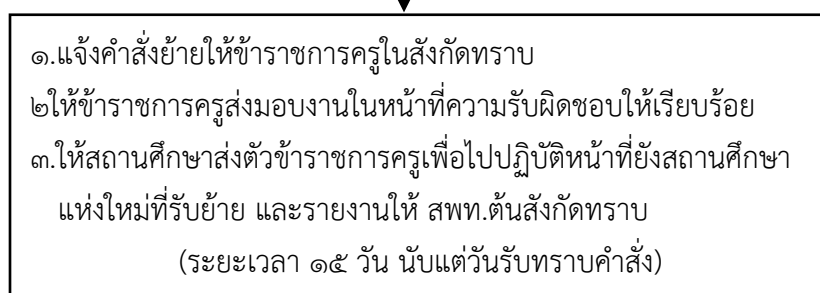 ๑.แจ้งคำสั่งย้ายให้ข้าราชการครูในสังกัดทราบ
๒ให้ข้าราชการครูส่งมอบงานในหน้าที่ความรับผิดชอบให้เรียบร้อย
๓.ให้สถานศึกษาส่งตัวข้าราชการครูเพื่อไปปฏิบัติหน้าที่ยังสถานศึกษา
แห่งใหม่ที่รับย้าย และรายงานให้ สพท.ต้นสังกัดทราบ
(ระยะเวลา ๑๕ วัน นับแต่วันรับทราบคำสั่ง)